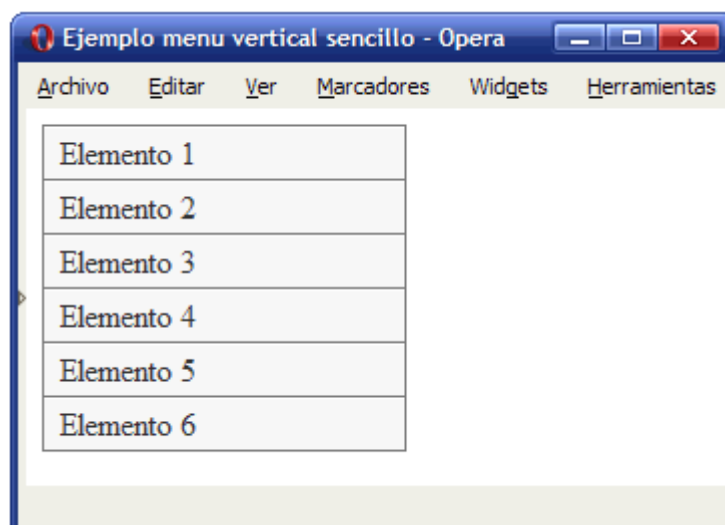 Ejemplo menu vertical sencillo - Opera
Archivo Editar Ver Marcadores Widgets Herramientas
Elemento 1
Elemento 2
Elemento 3
Elemento 4
Elemento 5
Elemento 6